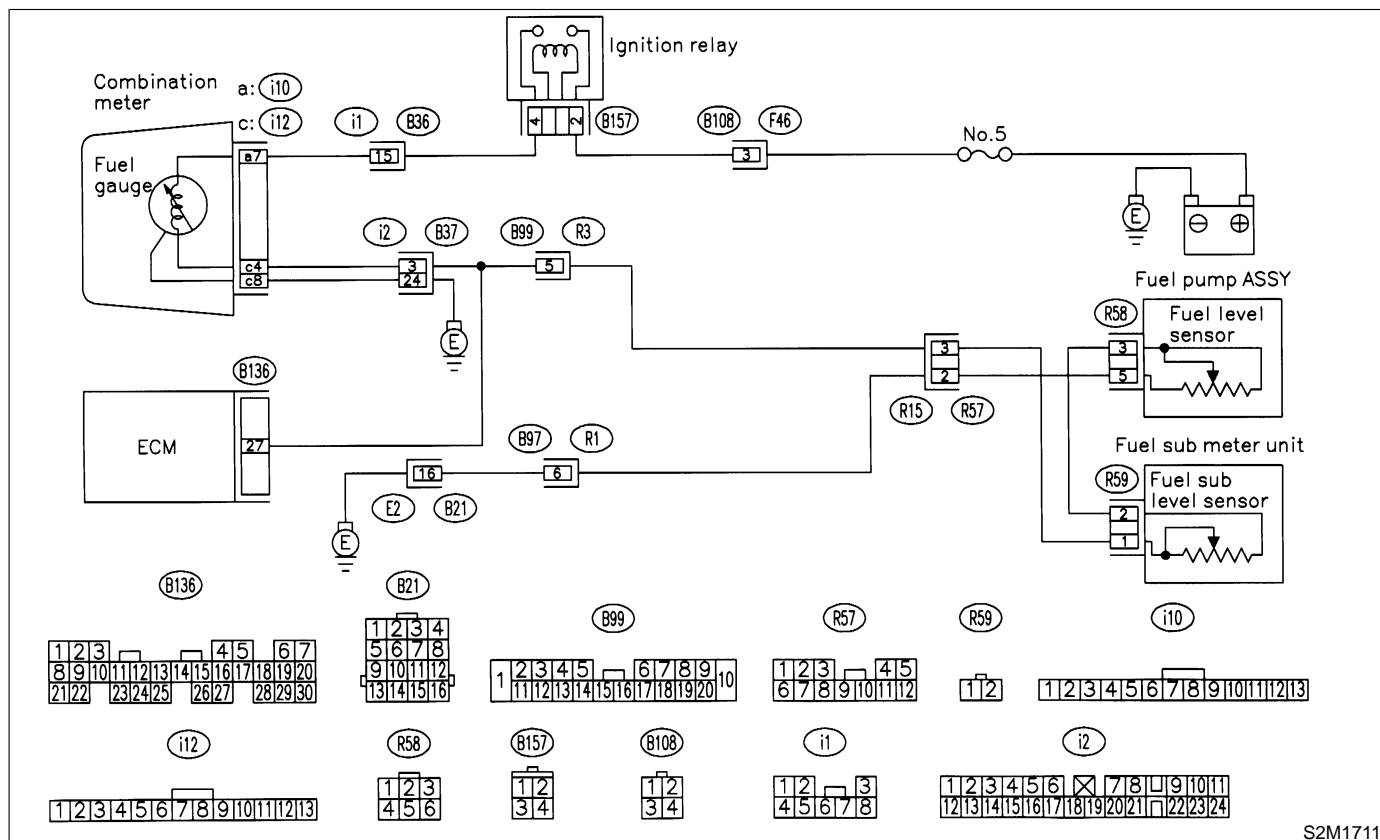 Ignition relay
Combination meter
a: i10
c: i12
i1 B36
4 2 B157
B108 F46
No.5
a7 15 3
Fuel gauge
E ⊖ ⊕
i2 B37 B99 R3
c4 3 5
c8 24
E
Fuel pump ASSY
R58
Fuel level sensor
3 3
2 5
R15 R57
B136
ECM
27
B97 R1
16 6
E2 B21
E
Fuel sub meter unit
R59
Fuel sub level sensor
2
1
B136
1 2 3 4 5 6 7
8 9 10 11 12 13 14 15 16 17 18 19 20
21 22 23 24 25 26 27 28 29 30
B21
1 2 3 4
5 6 7 8
9 10 11 12
13 14 15 16
B99
1 2 3 4 5 6 7 8 9 10
11 12 13 14 15 16 17 18 19 20
R57
1 2 3 4 5
6 7 8 9 10 11 12
R59
1 2
i10
1 2 3 4 5 6 7 8 9 10 11 12 13
i12
1 2 3 4 5 6 7 8 9 10 11 12 13
R58
1 2 3
4 5 6
B157
1 2
3 4
B108
1 2
3 4
i1
1 2 3
4 5 6 7 8
i2
1 2 3 4 5 6 7 8 9 10 11
12 13 14 15 16 17 18 19 20 21 22 23 24
S2M1711